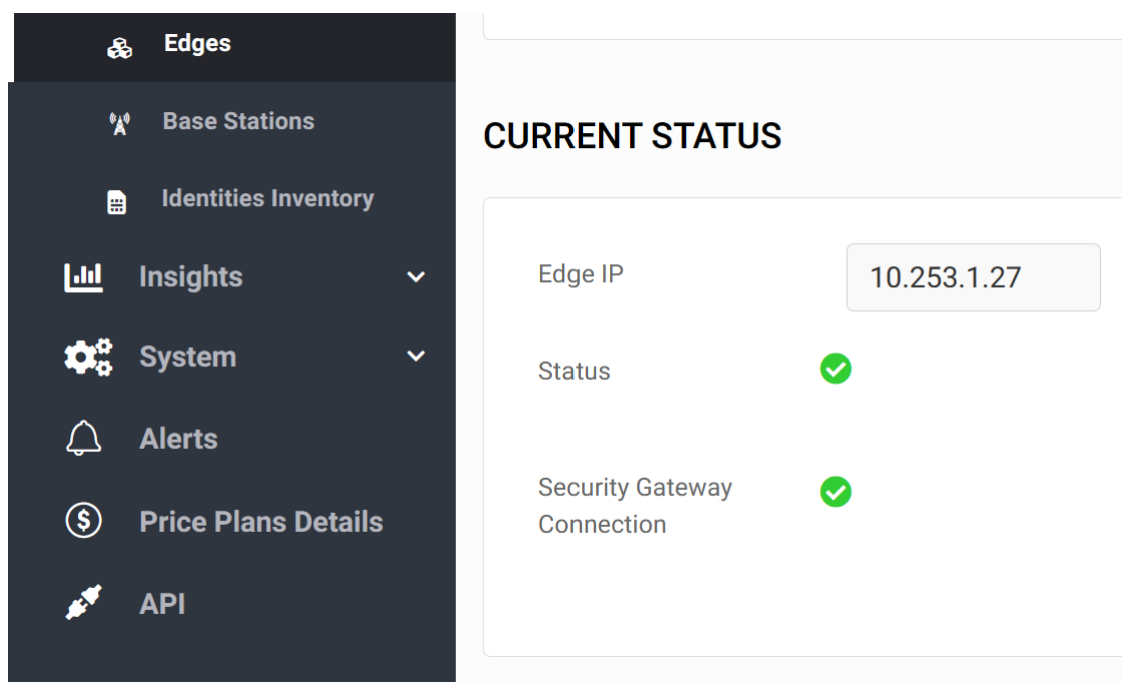 Edges
Base Stations
Identities Inventory
Insights
System
Alerts
Price Plans Details
API
CURRENT STATUS
Edge IP
10.253.1.27
Status
Security Gateway
Connection